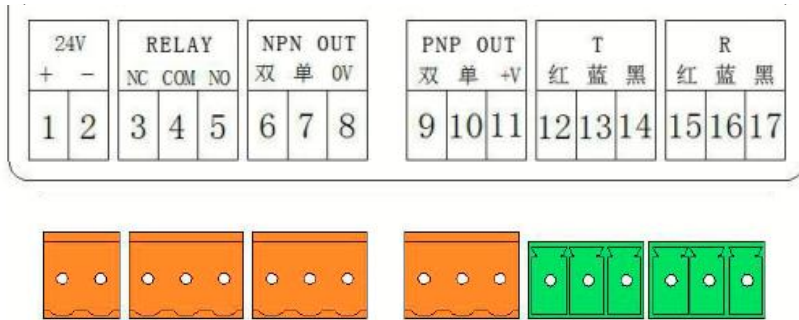 24V RELAY NPN OUT PNP OUT T R
+ − NC COM NO 双 单 0V 双 单 +V 红 蓝 黑 红 蓝 黑
1 2 3 4 5 6 7 8 9 10 11 12 13 14 15 16 17